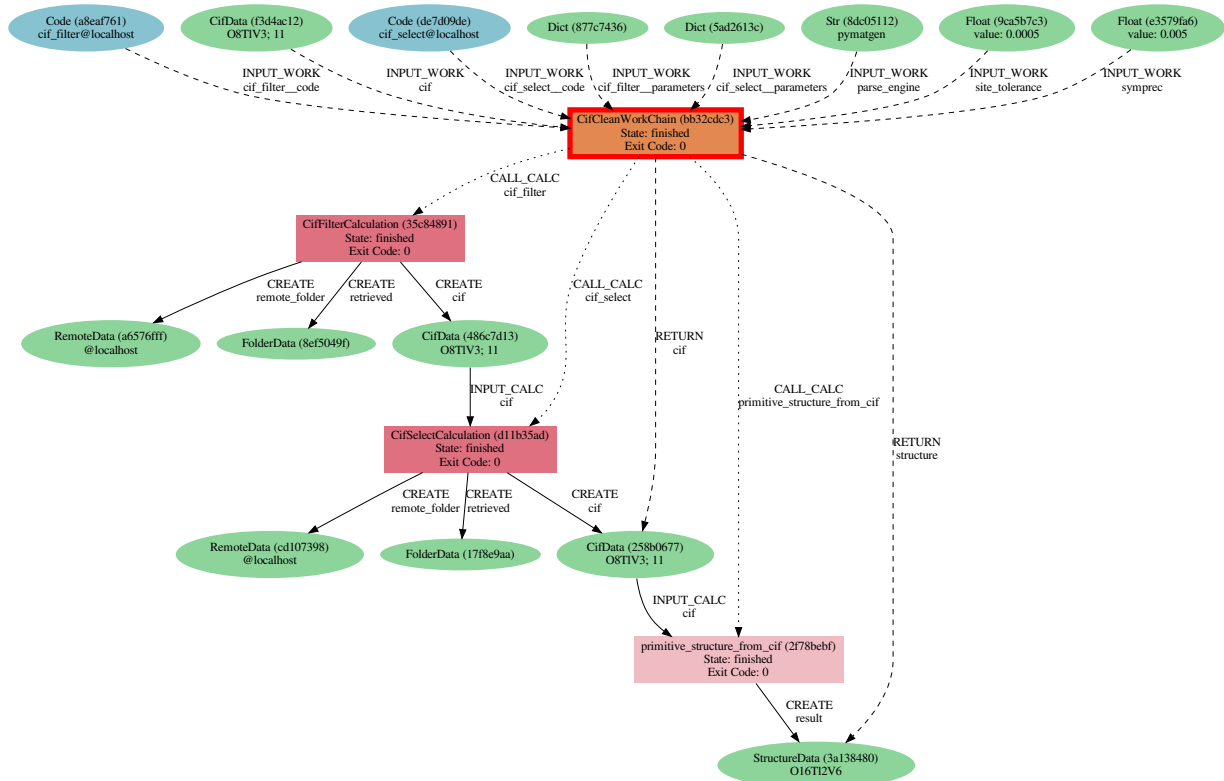 Code (a8eaf761)
cif_filter@localhost
CifData (f3d4ac12)
O8TlV3; 11
Code (de7d09de)
cif_select@localhost
Dict (877c7436)
Dict (5ad2613c)
Str (8dc05112)
pymatgen
Float (9ca5b7c3)
value: 0.0005
Float (e3579fa6)
value: 0.005
INPUT_WORK
cif_filter__code
INPUT_WORK
cif
INPUT_WORK
cif_select__code
INPUT_WORK
cif_filter__parameters
INPUT_WORK
cif_select__parameters
INPUT_WORK
parse_engine
INPUT_WORK
site_tolerance
INPUT_WORK
symprec
CifCleanWorkChain (bb32cdc3)
State: finished
Exit Code: 0
CALL_CALC
cif_filter
CifFilterCalculation (35c84891)
State: finished
Exit Code: 0
CREATE
remote_folder
CREATE
retrieved
CREATE
cif
CALL_CALC
cif_select
RETURN
cif
CALL_CALC
primitive_structure_from_cif
RETURN
structure
RemoteData (a6576fff)
@localhost
FolderData (8ef5049f)
CifData (486c7d13)
O8TlV3; 11
INPUT_CALC
cif
CifSelectCalculation (d11b35ad)
State: finished
Exit Code: 0
CREATE
remote_folder
CREATE
retrieved
CREATE
cif
RemoteData (cd107398)
@localhost
FolderData (17f8e9aa)
CifData (258b0677)
O8TlV3; 11
INPUT_CALC
cif
primitive_structure_from_cif (2f78bebf)
State: finished
Exit Code: 0
CREATE
result
StructureData (3a138480)
O16Tl2V6